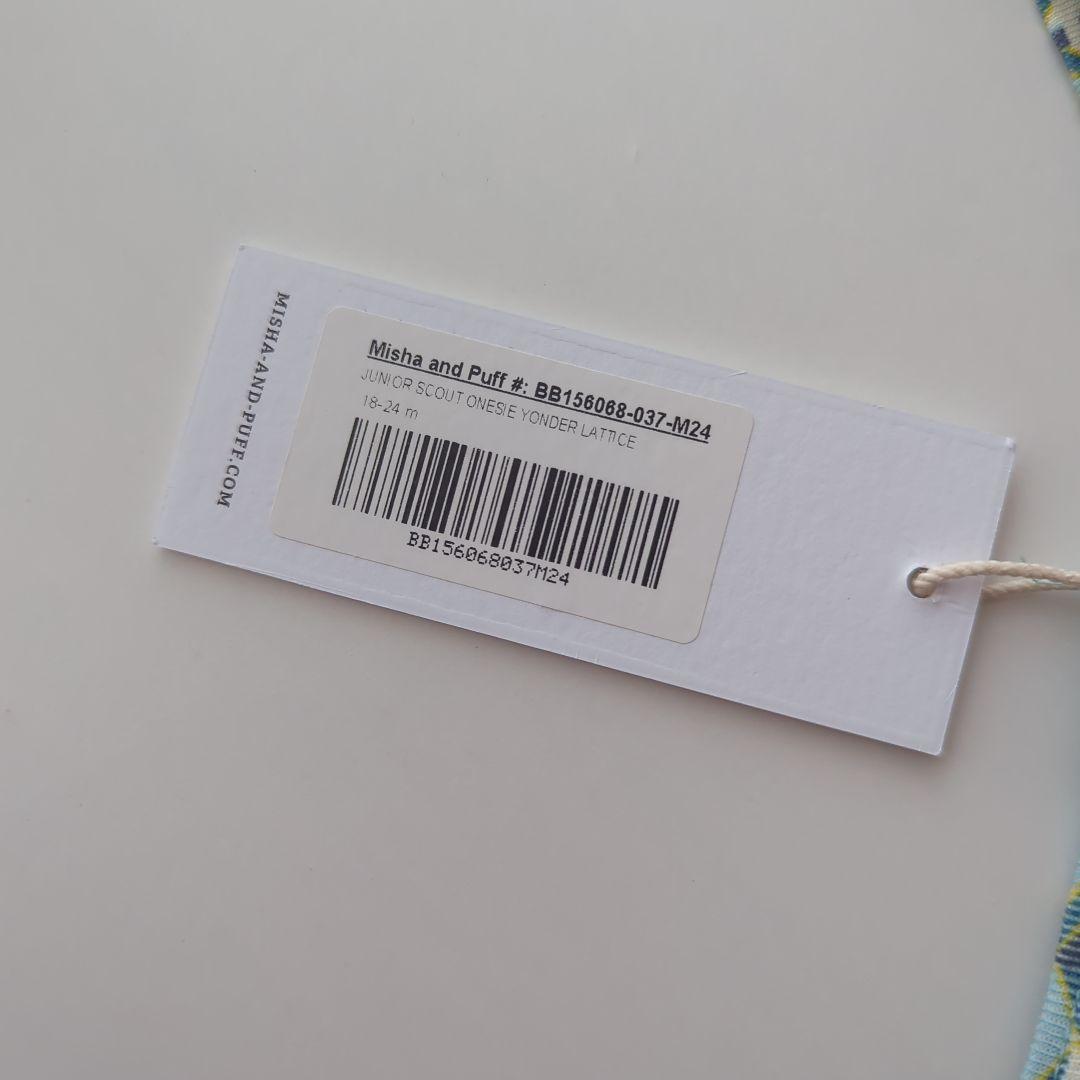 MISHA-AND-PUFF.COM
Misha and Puff #: BB156068-037-M24
JUNIOR SCOUT ONESIE YONDER LATTICE
18-24 m
BB156068037M24